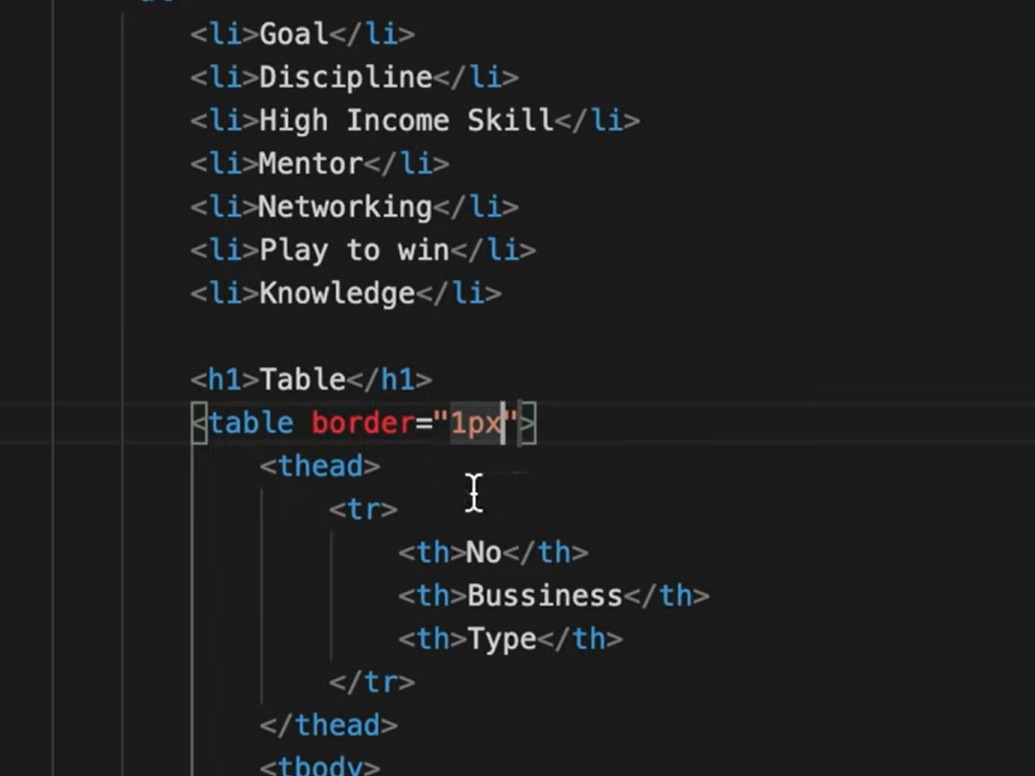 <li>Goal</li>
<li>Discipline</li>
<li>High Income Skill</li>
<li>Mentor</li>
<li>Networking</li>
<li>Play to win</li>
<li>Knowledge</li>
<h1>Table</h1>
<table border="1px">
<thead>
<tr>
<th>No</th>
<th>Bussiness</th>
<th>Type</th>
</tr>
</thead>
<tbody>